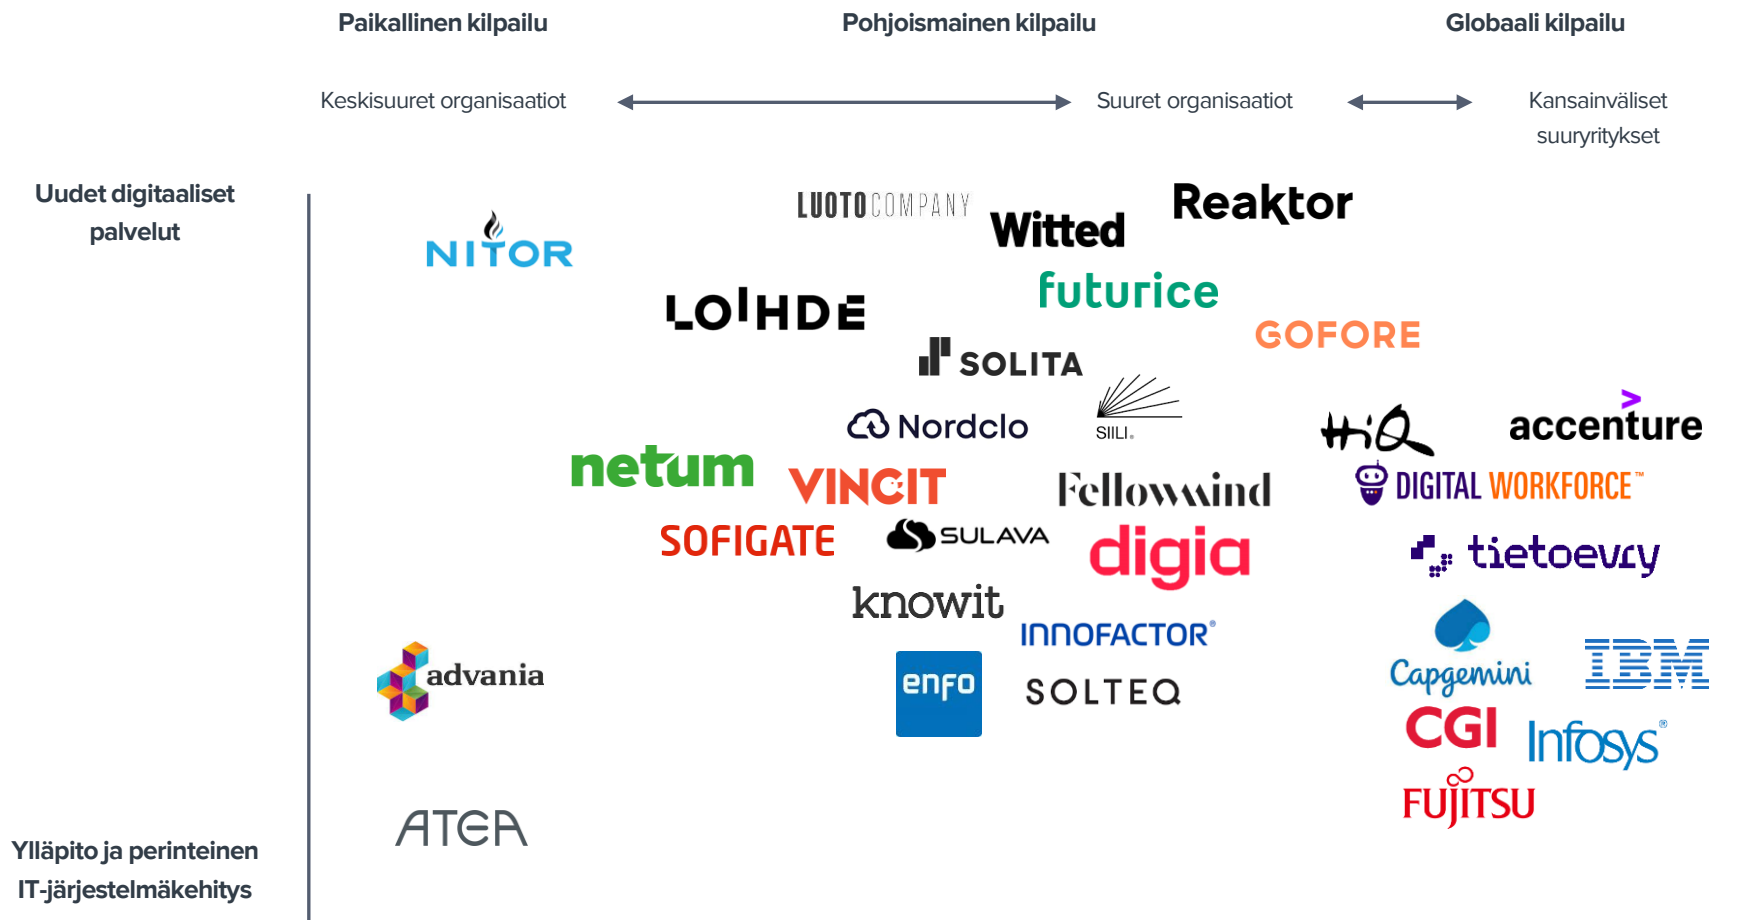 Paikallinen kilpailu
Pohjoismainen kilpailu
Globaali kilpailu
Keskisuuret organisaatiot
Suuret organisaatiot
Kansainväliset
suuryritykset
Uudet digitaaliset
palvelut
NITOR
LUOTO COMPANY
Witted
Reaktor
futurice
LOIHDE
GOFORE
SOLITA
SIILI
Nordclo
HiQ
accenture
netum
VINCIT
Fellowmind
DIGITAL WORKFORCE™
SOFIGATE
SULAVA
digia
tietoevry
knowit
INNOFACTOR®
advania
enfo
SOLTEQ
Capgemini
IBM
CGI
Infosys®
FUJITSU
ATEA
Ylläpito ja perinteinen
IT-järjestelmäkehitys